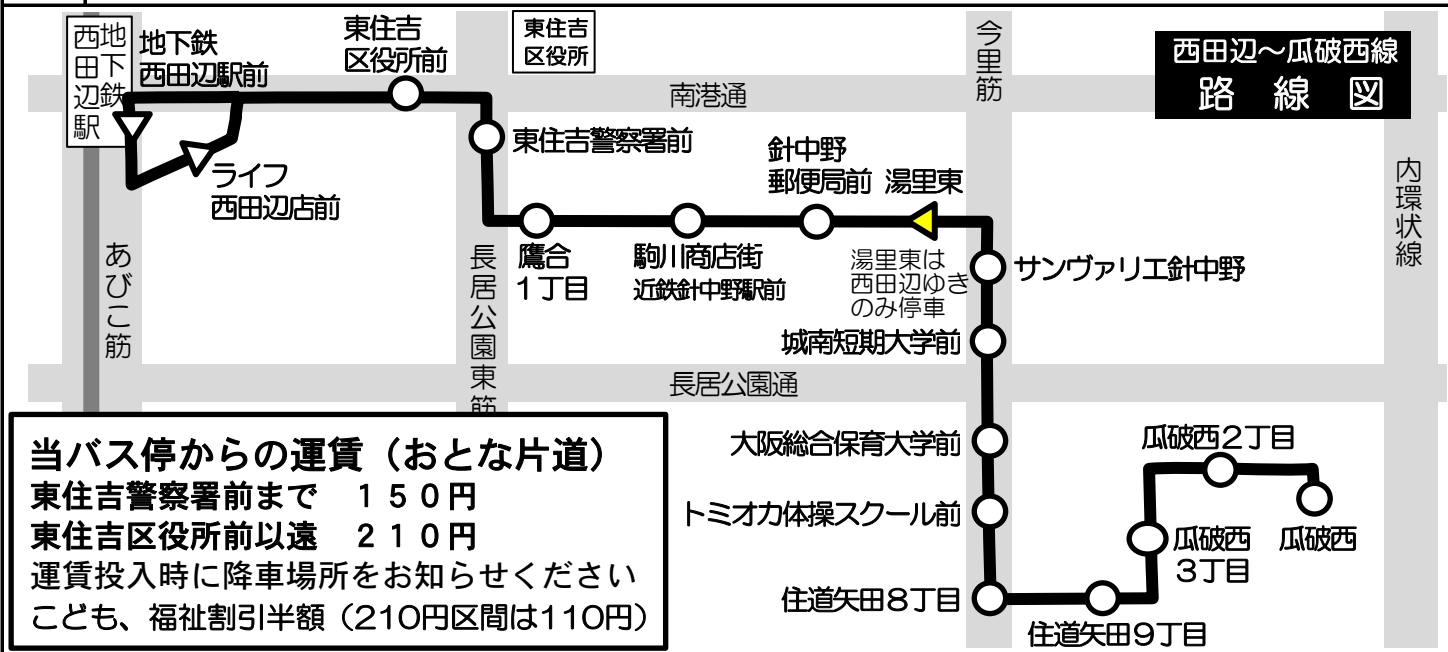 地下鉄
西田辺駅
地下鉄
西田辺駅前
東住吉
区役所前
東住吉
区役所
今里筋
西田辺～瓜破西線
路線図
南港通
東住吉警察署前
ライフ
西田辺店前
針中野
郵便局前
湯里東
内環状線
あびこ筋
長居公園東筋
鷹合
１丁目
駒川商店街
近鉄針中野駅前
湯里東は
西田辺ゆき
のみ停車
サンヴァリエ針中野
城南短期大学前
長居公園通
当バス停からの運賃（おとな片道）
東住吉警察署前まで　１５０円
東住吉区役所前以遠　２１０円
運賃投入時に降車場所をお知らせください
こども、福祉割引半額（210円区間は110円）
大阪総合保育大学前
トミオカ体操スクール前
住道矢田８丁目
住道矢田９丁目
瓜破西２丁目
瓜破西
３丁目
瓜破西